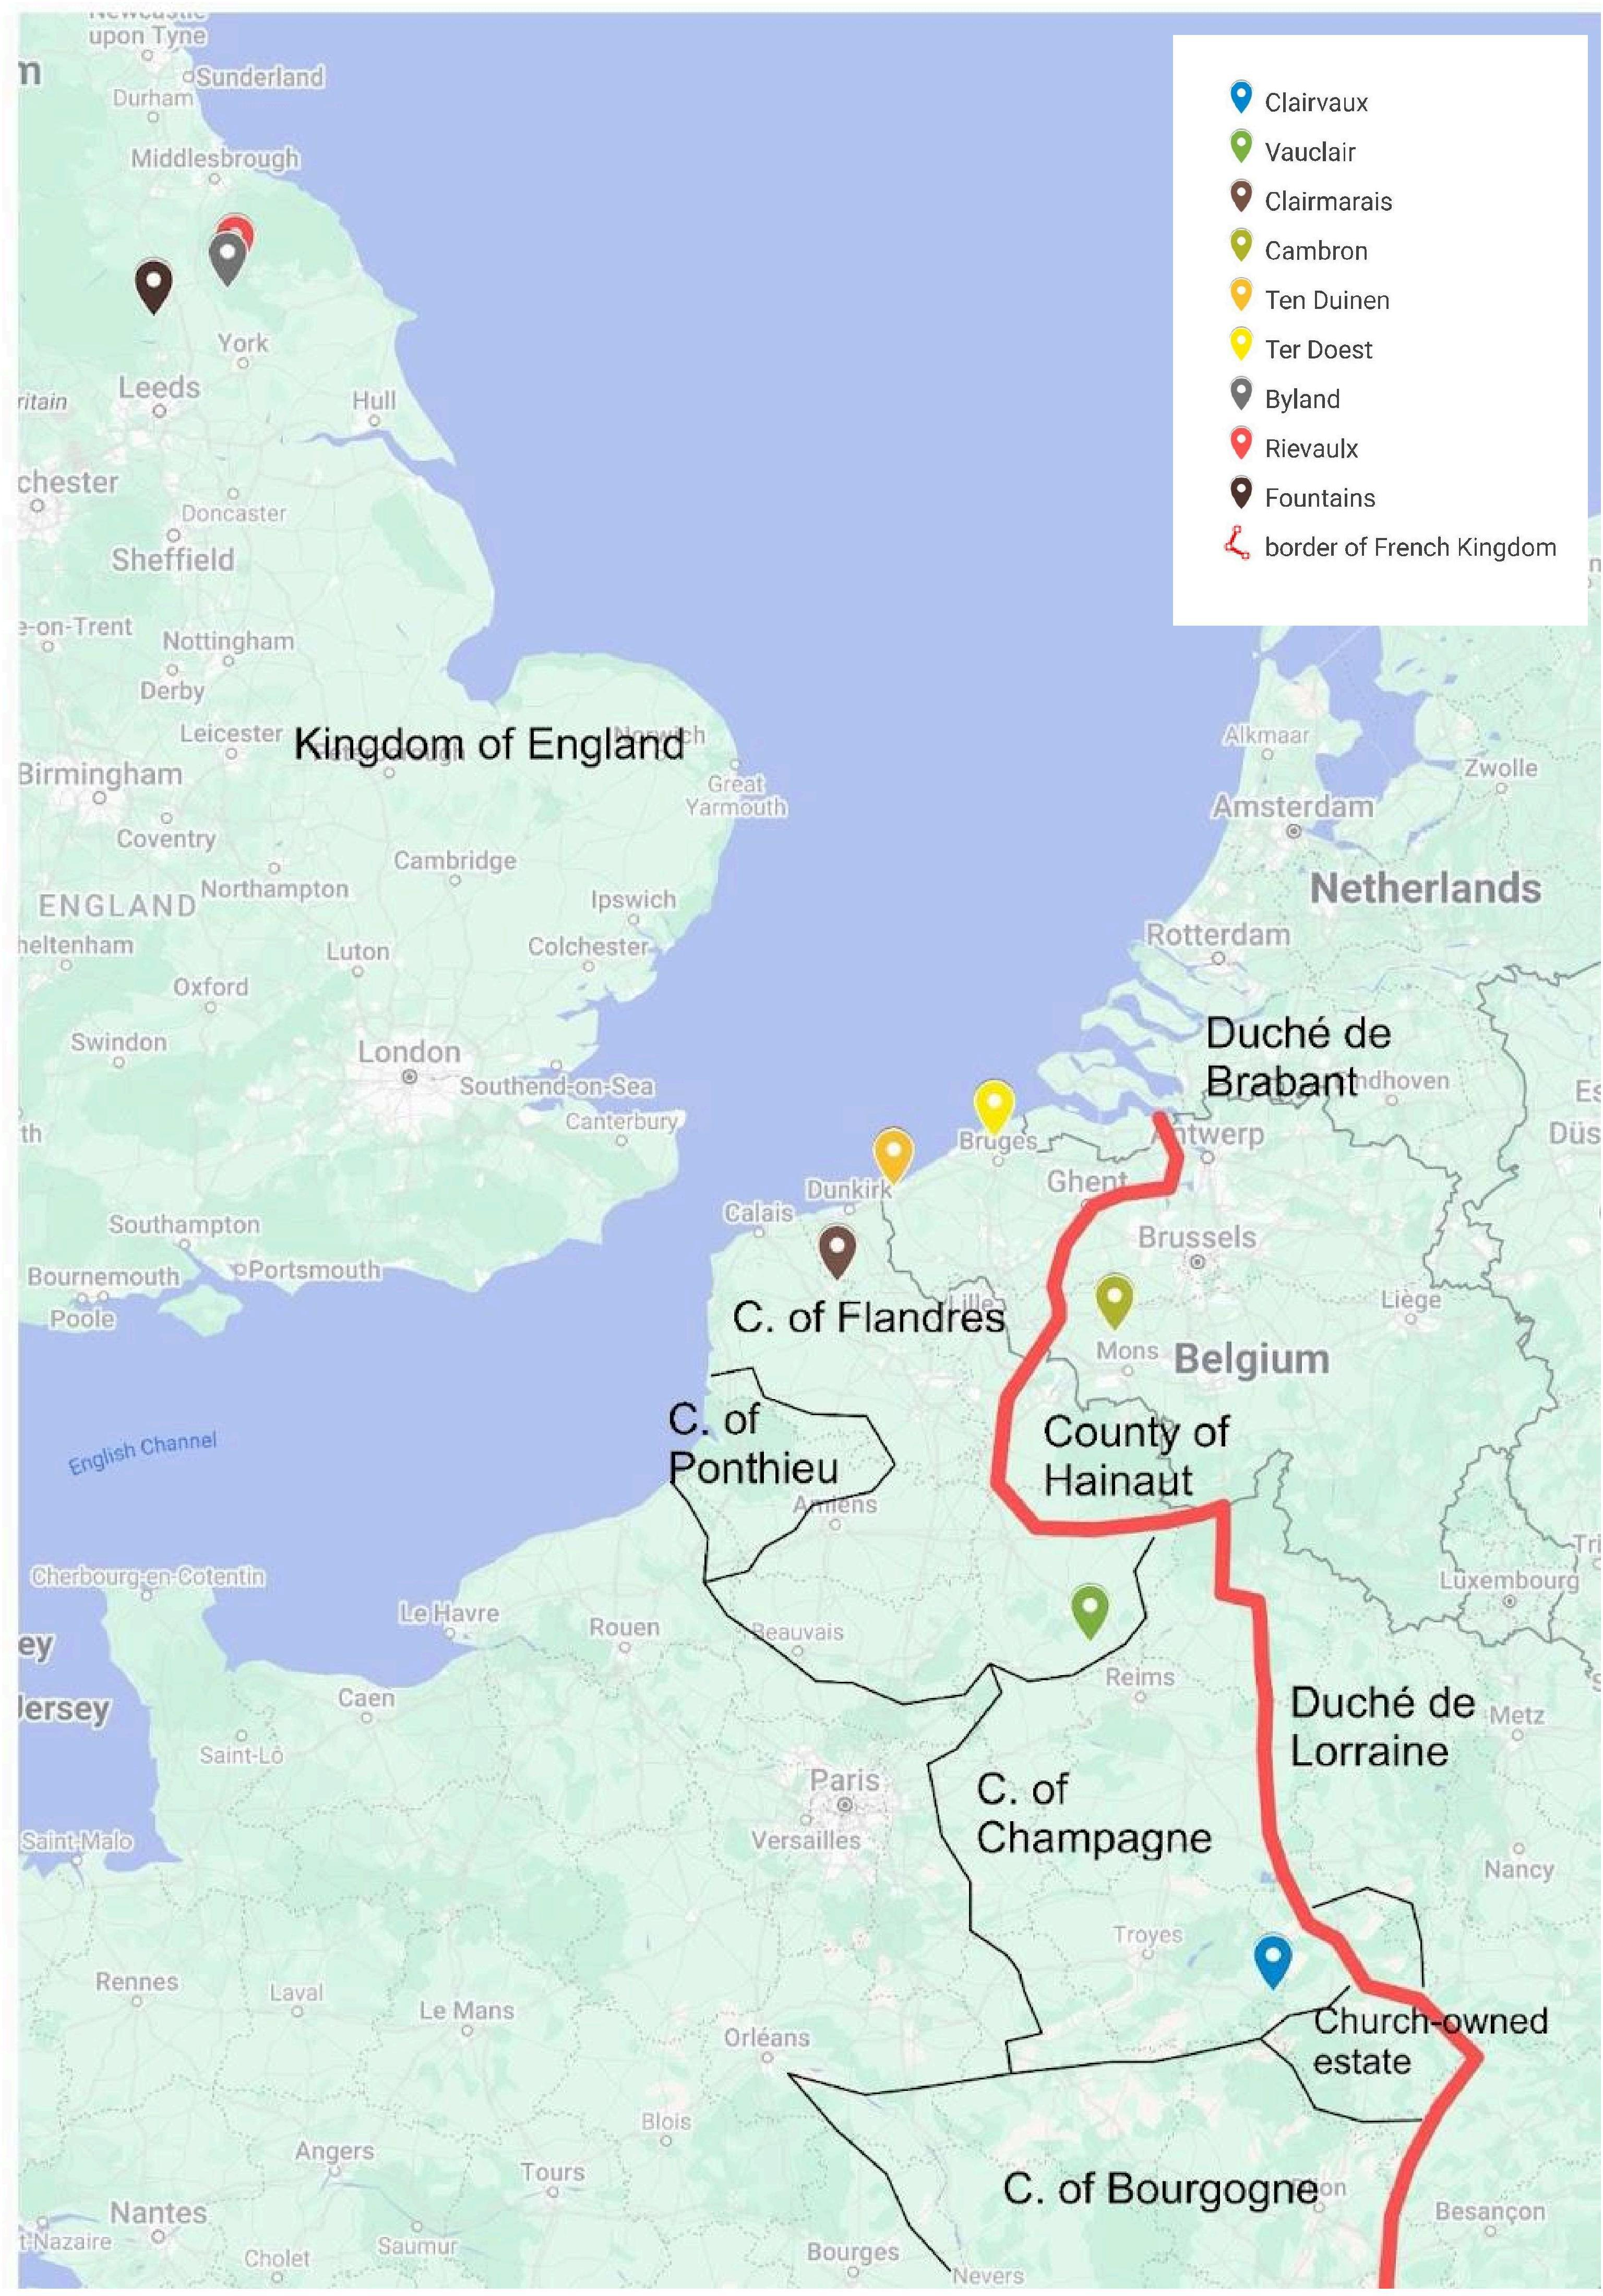 upon Tyne
Sunderland
Durham
Middlesbrough
York
Leeds
ritain
Hull
chester
Doncaster
Sheffield
e-on-Trent
Nottingham
Derby
Leicester
Kingdom of England
Norwich
Birmingham
Great
Yarmouth
Coventry
Cambridge
Northampton
ENGLAND
Ipswich
heltenham
Luton
Colchester
Oxford
Swindon
London
Southend-on-Sea
Canterbury
th
Southampton
Portsmouth
Bournemouth
Poole
English Channel
Clairvaux
Vauclair
Clairmarais
Cambron
Ten Duinen
Ter Doest
Byland
Rievaulx
Fountains
border of French Kingdom
Alkmaar
Zwolle
Amsterdam
Netherlands
Rotterdam
Duché de
Brabant
ndhoven
Es
Düs
Antwerp
Bruges
Ghent
Dunkirk
Calais
Brussels
Lille
C. of Flandres
Liège
Mons
Belgium
C. of
Ponthieu
County of
Hainaut
Amiens
Tri
Luxembourg
Cherbourg-en-Cotentin
Le Havre
Rouen
Beauvais
ey
Jersey
Caen
Saint-Lô
Reims
Duché de
Lorraine
Metz
Paris
Versailles
C. of
Champagne
Saint-Malo
Nancy
Troyes
Rennes
Laval
Le Mans
Orléans
Church-owned
estate
Blois
Angers
Tours
C. of Bourgogne
Besançon
Nantes
t-Nazaire
Cholet
Saumur
Bourges
Nevers